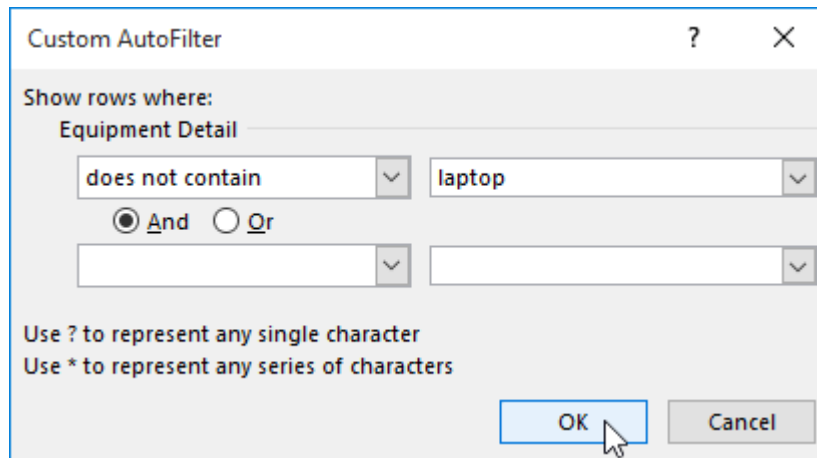 Custom AutoFilter ?
Show rows where:
Equipment Detail
does not contain laptop
And Or
Use ? to represent any single character
Use * to represent any series of characters
OK Cancel